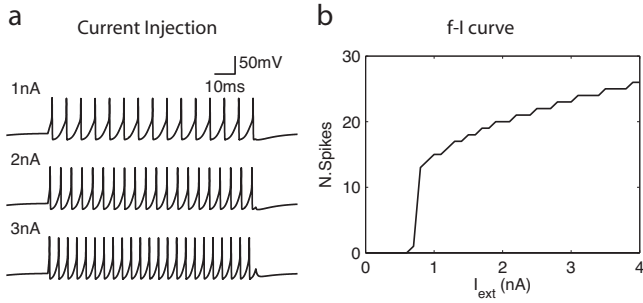 a
Current Injection
50mV
10ms
1nA
2nA
3nA
b
f-I curve
30
20
10
0
N.Spikes
0
1
2
3
4
I_ext (nA)